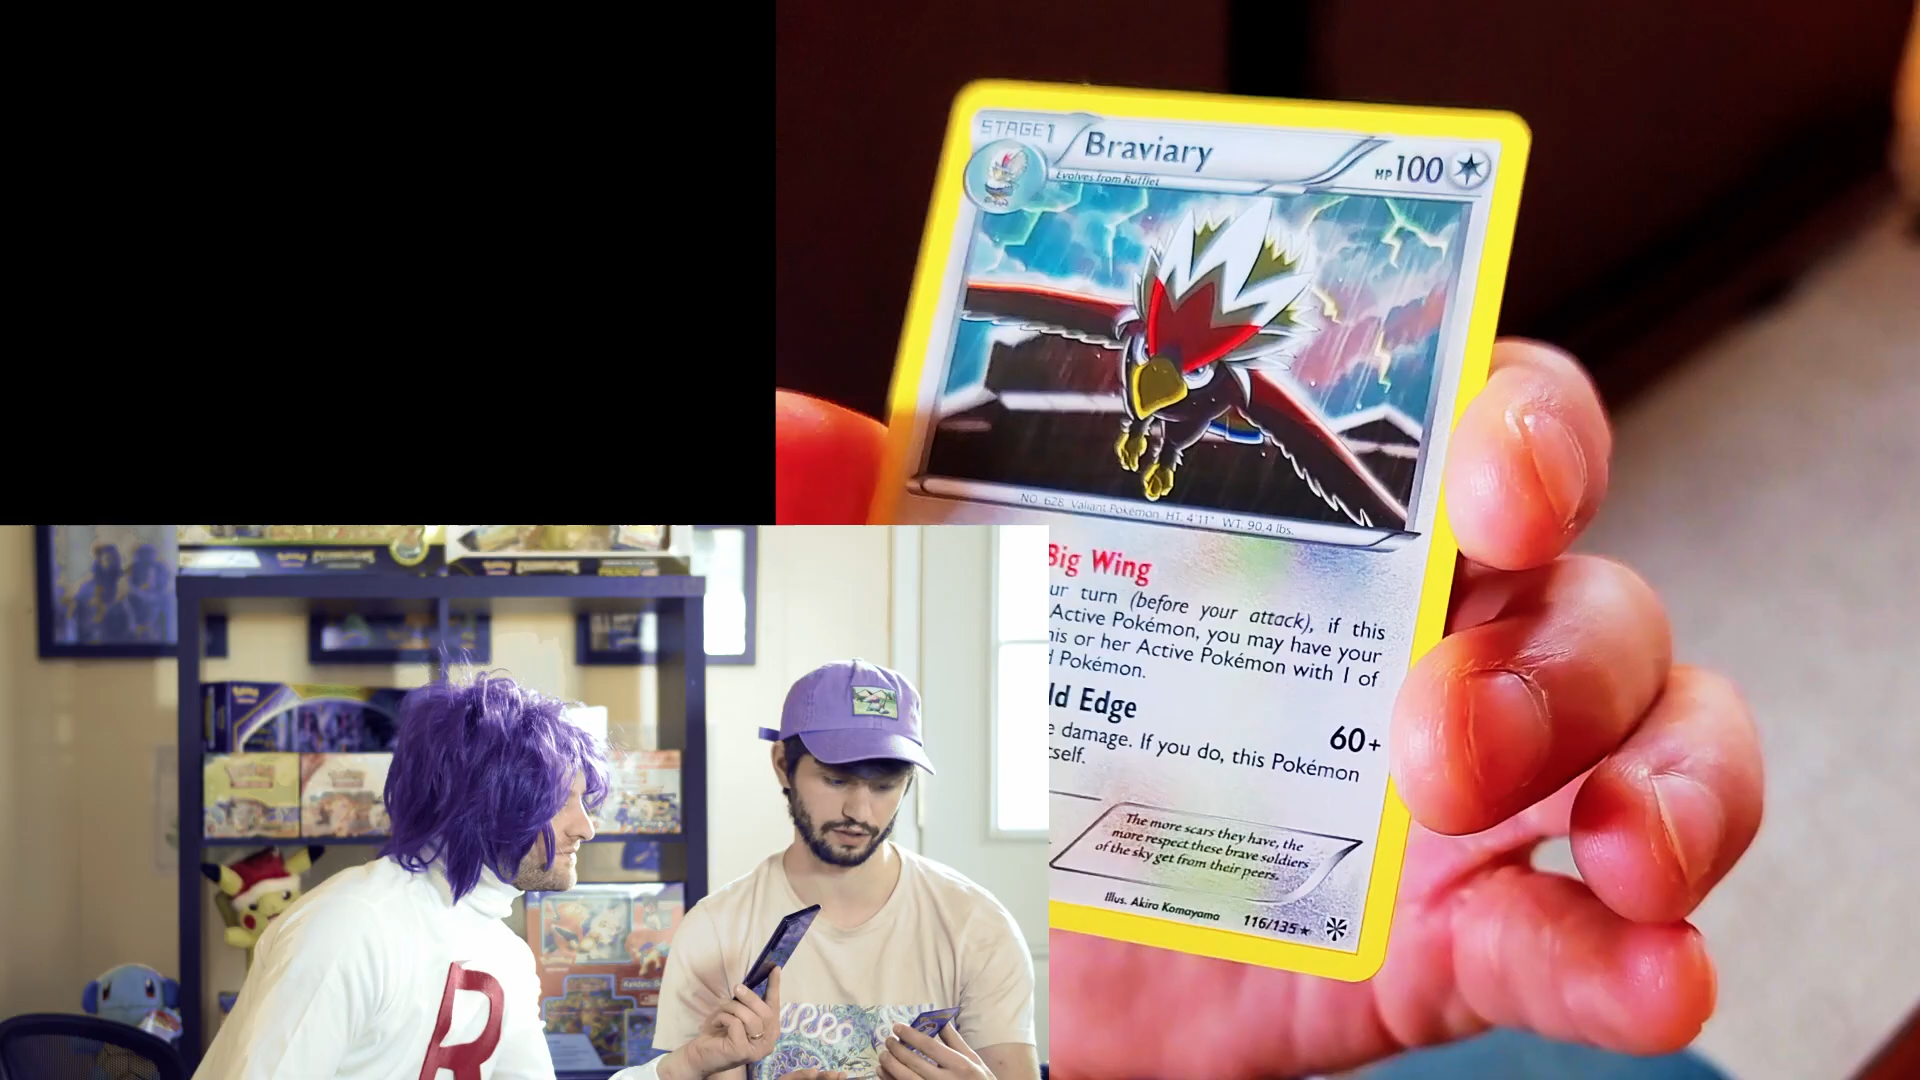 STAGE1
Braviary
HP100
Evolves from Rufflet
NO. 628 Valiant Pokémon HT: 4'11" WT: 90.4 lbs.
Big Wing
ur turn (before your attack), if this
Active Pokémon, you may have your
his or her Active Pokémon with 1 of
Pokémon.
ld Edge
60+
damage. If you do, this Pokémon
self.
The more scars they have, the
more respect these brave soldiers
of the sky get from their peers.
Illus. Akira Komayama
116/135
R